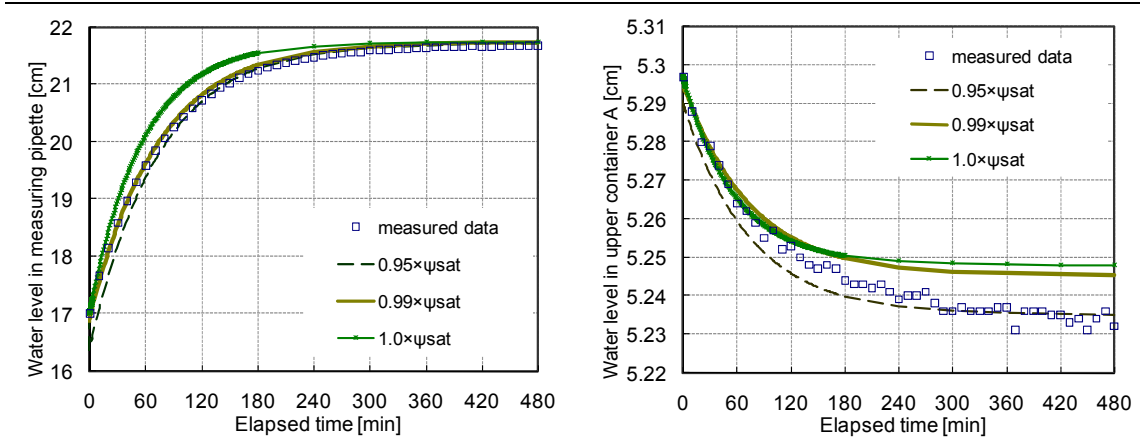 22
21
20
19
18
17
16
Water level in measuring pipette [cm]
measured data
0.95×ψsat
0.99×ψsat
1.0×ψsat
0 60 120 180 240 300 360 420 480
Elapsed time [min]
5.31
5.3
5.29
5.28
5.27
5.26
5.25
5.24
5.23
5.22
Water level in upper container A [cm]
measured data
0.95×ψsat
0.99×ψsat
1.0×ψsat
0 60 120 180 240 300 360 420 480
Elapsed time [min]